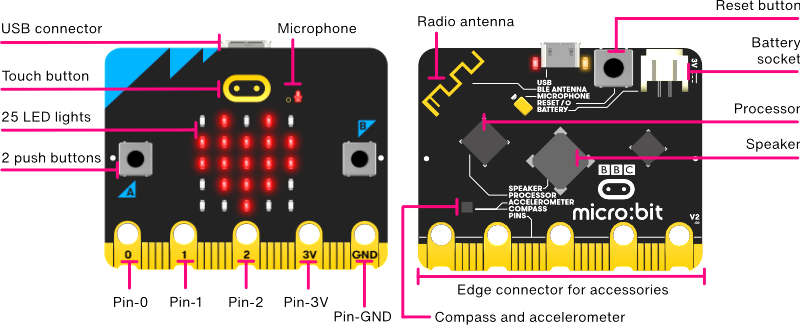 USB connector
Microphone
Touch button
25 LED lights
2 push buttons
B
A
0
1
2
3V
GND
Pin-0
Pin-1
Pin-2
Pin-3V
Pin-GND
Radio antenna
Reset button
Battery
socket
3V
USB
BLE ANTENNA
MICROPHONE
RESET / O
BATTERY
Processor
Speaker
BBC
micro:bit
SPEAKER
PROCESSOR
ACCELEROMETER
COMPASS
PINS
V2
Edge connector for accessories
Compass and accelerometer